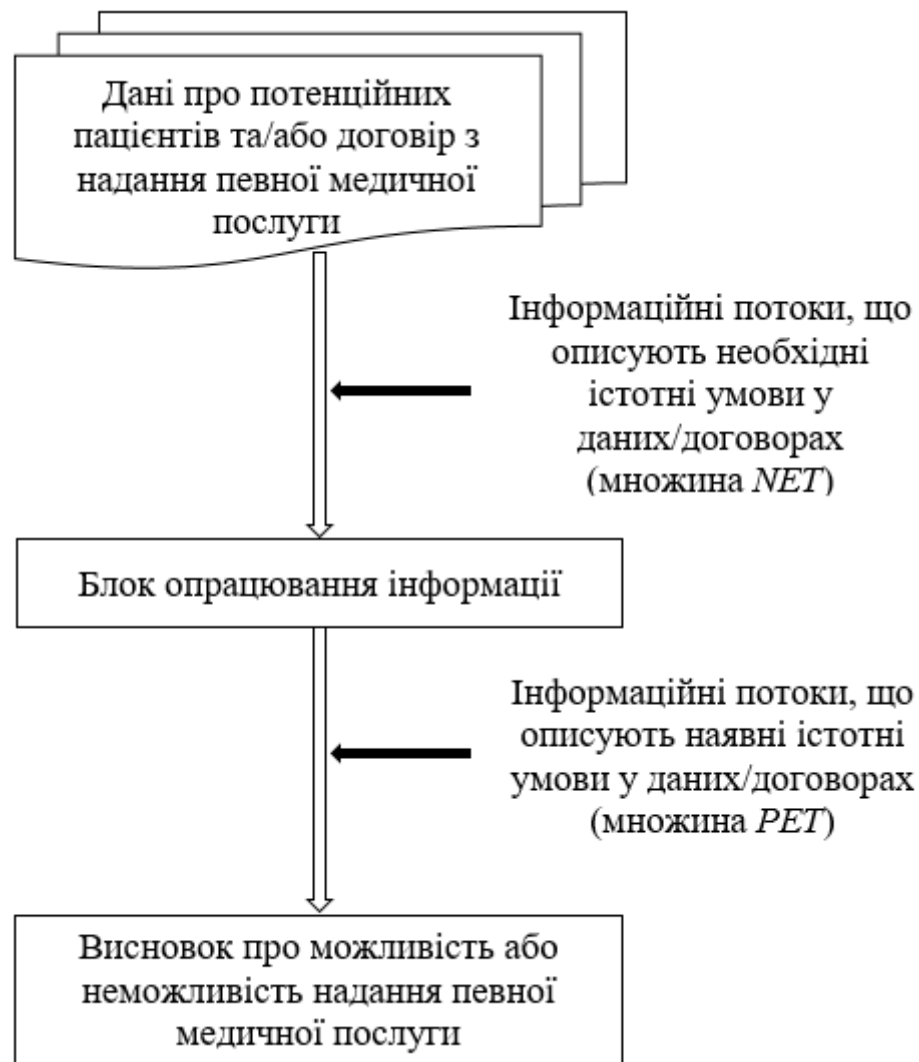 Дані про потенційних
пацієнтів та/або договір з
надання певної медичної
послуги
Інформаційні потоки, що
описують необхідні
істотні умови у
даних/договорах
(множина NET)
Блок опрацювання інформації
Інформаційні потоки, що
описують наявні істотні
умови у даних/договорах
(множина PET)
Висновок про можливість або
неможливість надання певної
медичної послуги